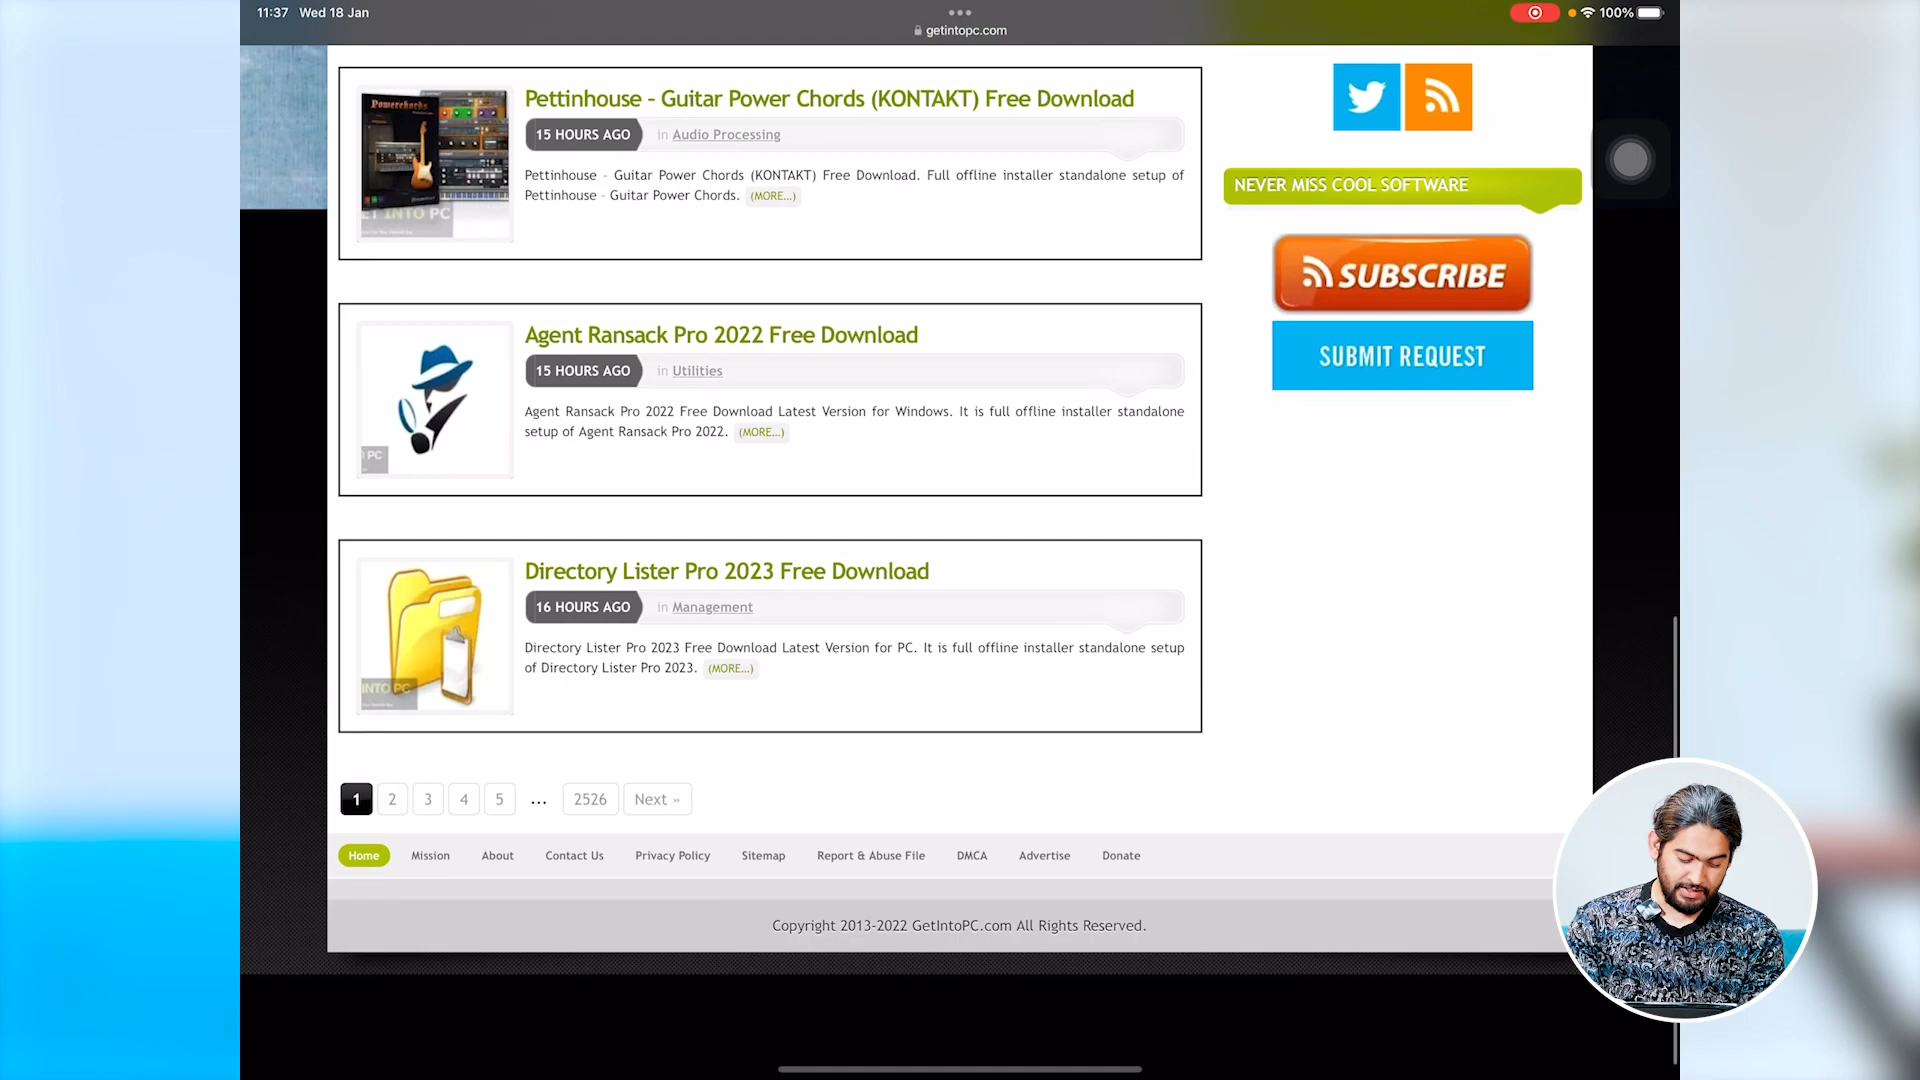 11:37 Wed 18 Jan
100%
getintopc.com
Powerchords
ET INTO PC
Pettinhouse - Guitar Power Chords (KONTAKT) Free Download
15 HOURS AGO
in Audio Processing
Pettinhouse - Guitar Power Chords (KONTAKT) Free Download. Full offline installer standalone setup of
Pettinhouse - Guitar Power Chords. (MORE...)
NEVER MISS COOL SOFTWARE
SUBSCRIBE
SUBMIT REQUEST
PC
Agent Ransack Pro 2022 Free Download
15 HOURS AGO
in Utilities
Agent Ransack Pro 2022 Free Download Latest Version for Windows. It is full offline installer standalone
setup of Agent Ransack Pro 2022. (MORE...)
INTO PC
Directory Lister Pro 2023 Free Download
16 HOURS AGO
in Management
Directory Lister Pro 2023 Free Download Latest Version for PC. It is full offline installer standalone setup
of Directory Lister Pro 2023. (MORE...)
1 2 3 4 5 ... 2526 Next »
Home Mission About Contact Us Privacy Policy Sitemap Report & Abuse File DMCA Advertise Donate
Copyright 2013-2022 GetIntoPC.com All Rights Reserved.